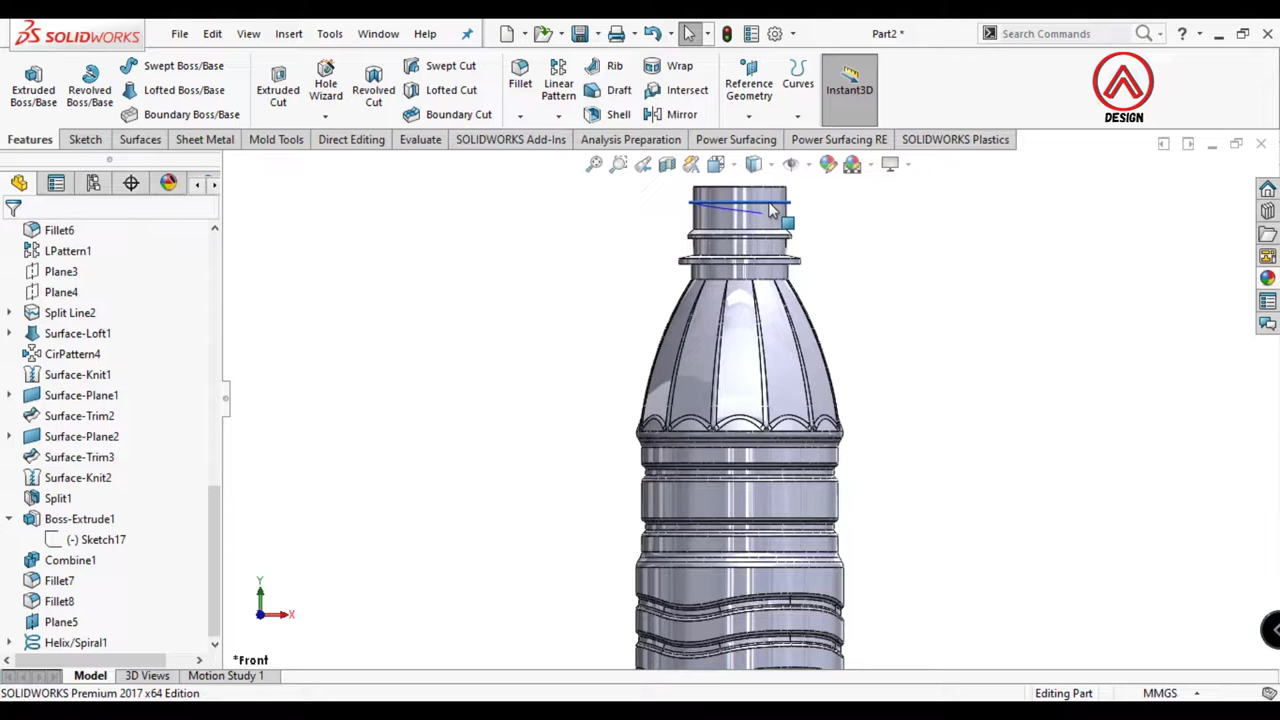 SOLIDWORKS File Edit View Insert Tools Window Help Part2 * Search Commands ?
Extruded Boss/Base
Revolved Boss/Base
Swept Boss/Base
Lofted Boss/Base
Boundary Boss/Base
Extruded Cut
Hole Wizard
Revolved Cut
Swept Cut
Lofted Cut
Boundary Cut
Fillet
Linear Pattern
Rib
Draft
Shell
Wrap
Intersect
Mirror
Reference Geometry
Curves
Instant3D
DESIGN
Features Sketch Surfaces Sheet Metal Mold Tools Direct Editing Evaluate SOLIDWORKS Add-Ins Analysis Preparation Power Surfacing Power Surfacing RE SOLIDWORKS Plastics
Fillet6
LPattern1
Plane3
Plane4
Split Line2
Surface-Loft1
CirPattern4
Surface-Knit1
Surface-Plane1
Surface-Trim2
Surface-Plane2
Surface-Trim3
Surface-Knit2
Split1
Boss-Extrude1
(-) Sketch17
Combine1
Fillet7
Fillet8
Plane5
Helix/Spiral1
Y
X
*Front
Model 3D Views Motion Study 1
SOLIDWORKS Premium 2017 x64 Edition Editing Part MMGS